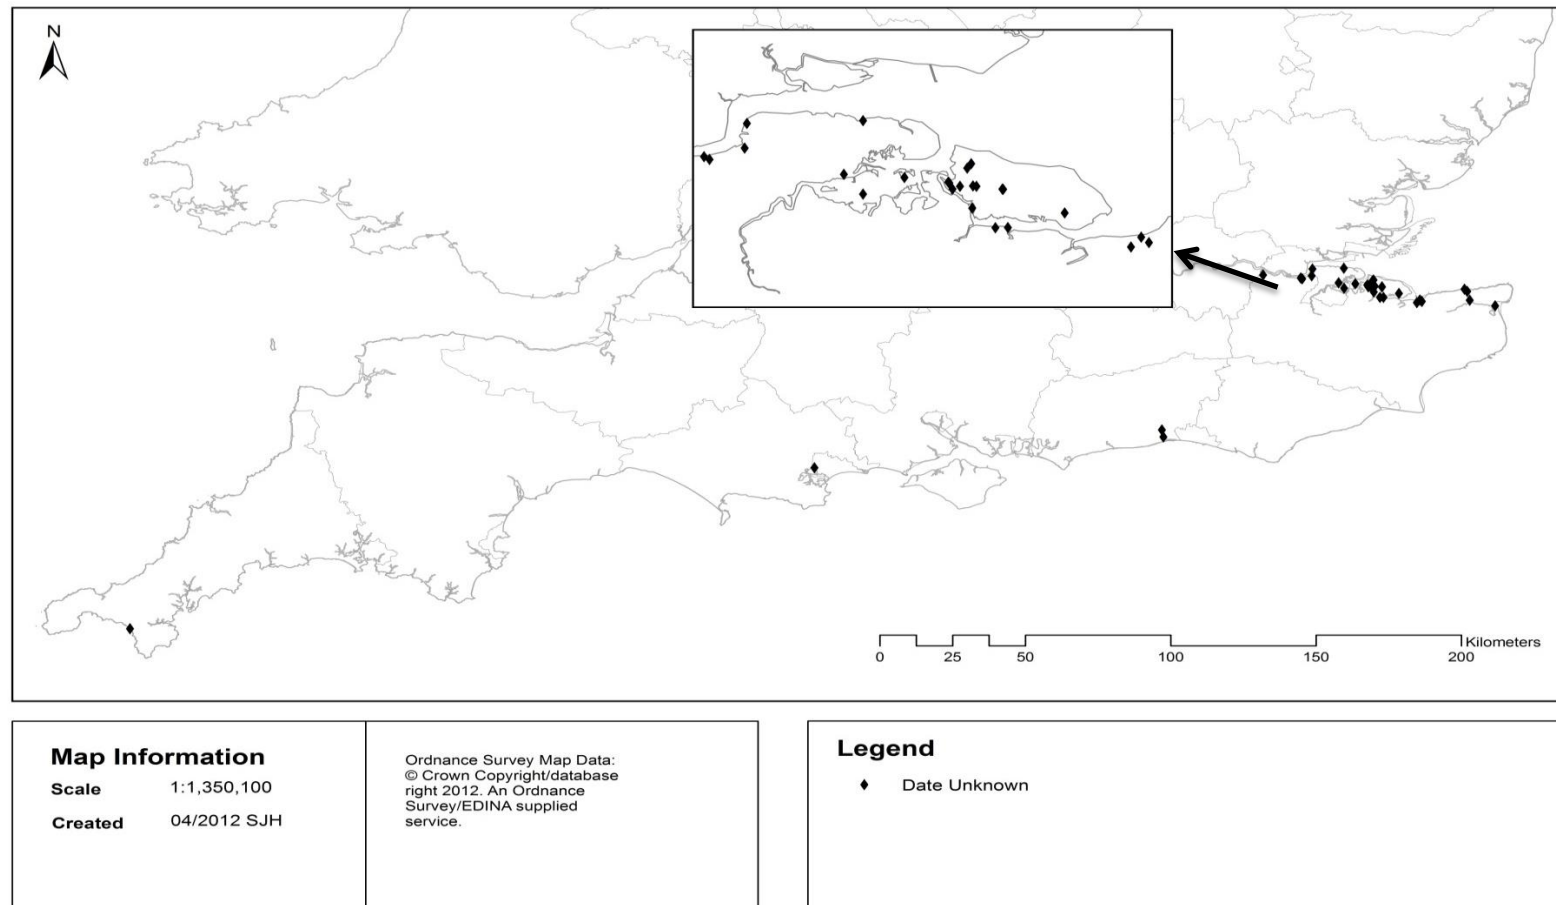 N
Kilometers
0 25 50 100 150 200
Map Information
Scale 1:1,350,100
Created 04/2012 SJH
Ordnance Survey Map Data:
© Crown Copyright/database
right 2012. An Ordnance
Survey/EDINA supplied
service.
Legend
Date Unknown